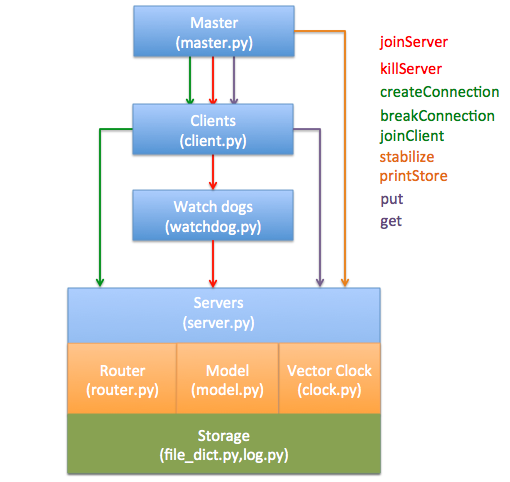 Master
(master.py)
joinServer
killServer
createConnection
breakConnection
joinClient
stabilize
printStore
put
get
Clients
(client.py)
Watch dogs
(watchdog.py)
Servers
(server.py)
Router
(router.py)
Model
(model.py)
Vector Clock
(clock.py)
Storage
(file_dict.py,log.py)